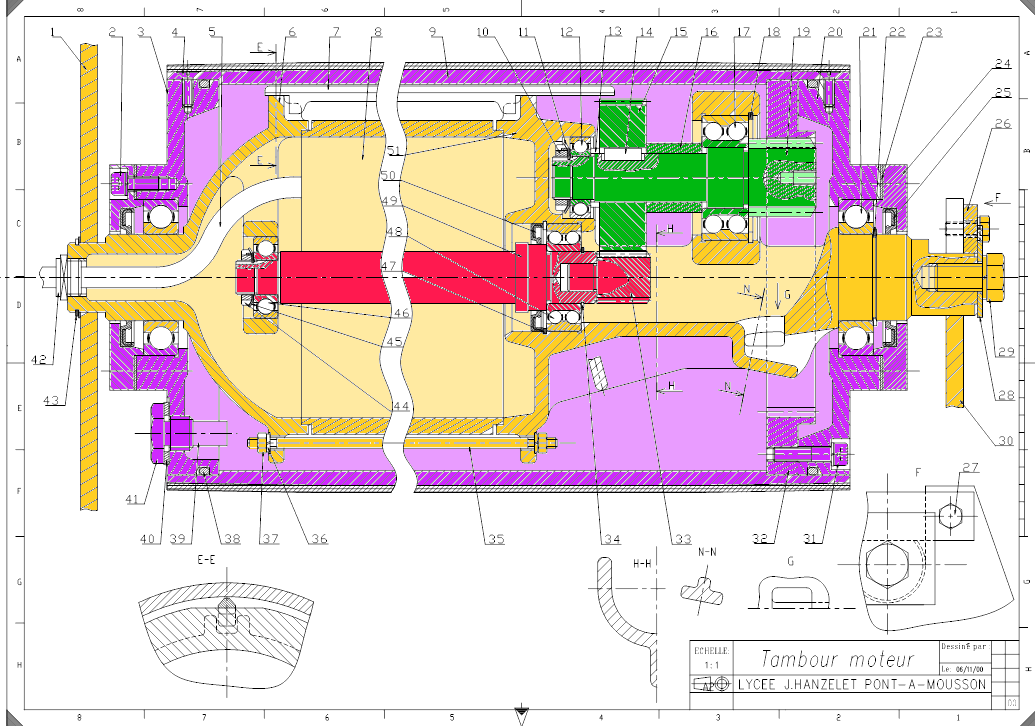 8 7 6 5 4 3 2 1
1 2 3 4 5 6 7 8 9 10 11 12 13 14 15 16 17 18 19 20 21 22 23
A A
E
24
25
26
B B
E
51
50
F
C C
49
48
H
47
D D
N G
46
45
42
29
43
44
H N
28
E E
30
41
F
27
F F
40 39 38 37 36 35 34 33 32 31
E-E
H-H
N-N
G
G G
ECHELLE:
1:1
Tambour moteur
Dessiné par
Le: 06/11/00
H H
LYCEE J.HANZELET PONT-A-MOUSSON
03
8 7 6 5 4 3 2 1